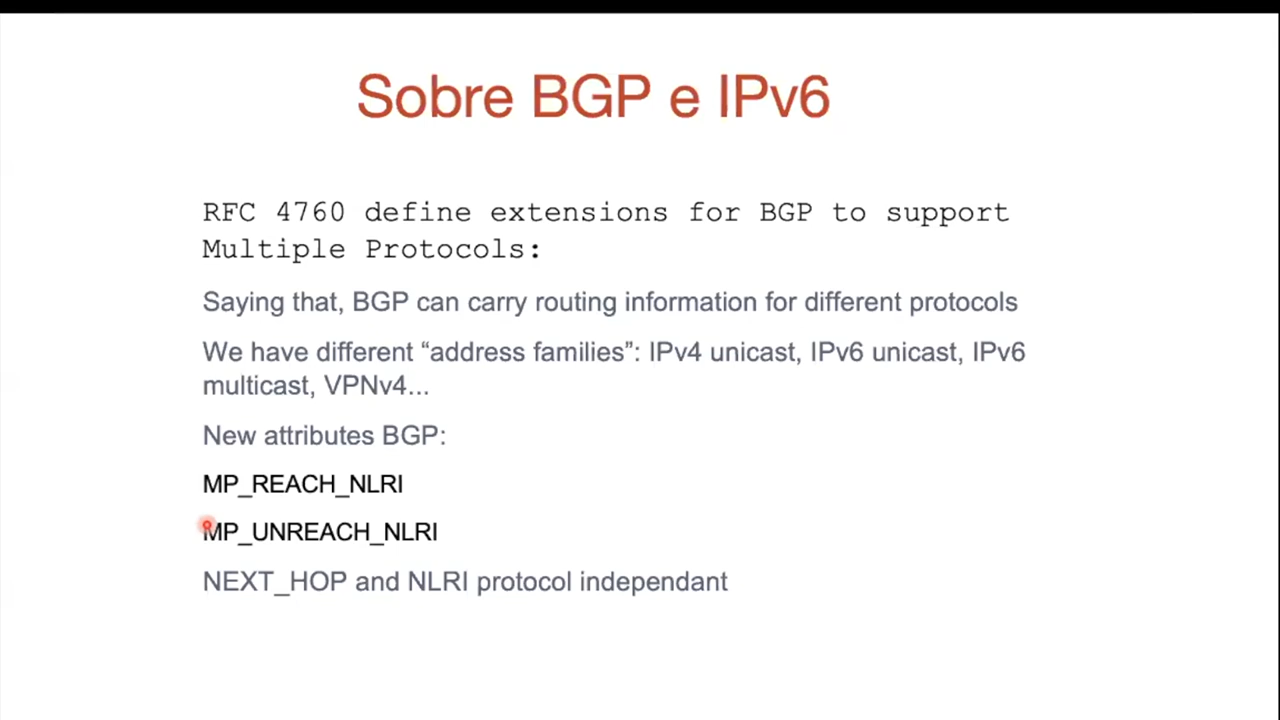 Sobre BGP e IPv6
RFC 4760 define extensions for BGP to support
Multiple Protocols:
Saying that, BGP can carry routing information for different protocols
We have different “address families”: IPv4 unicast, IPv6 unicast, IPv6
multicast, VPNv4...
New attributes BGP:
MP_REACH_NLRI
MP_UNREACH_NLRI
NEXT_HOP and NLRI protocol independant